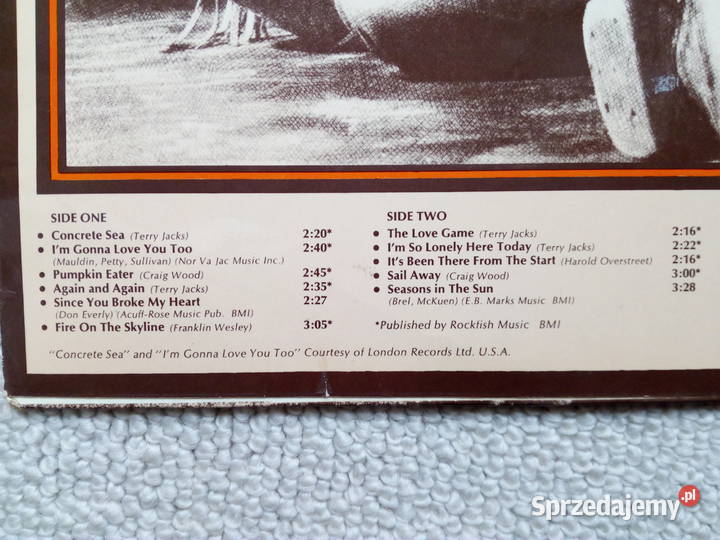 SIDE ONE
• Concrete Sea (Terry Jacks) 2:20*
• I'm Gonna Love You Too 2:40*
(Mauldin, Petty, Sullivan) (Nor Va Jac Music Inc.)
• Pumpkin Eater (Craig Wood) 2:45*
• Again and Again (Terry Jacks) 2:35*
• Since You Broke My Heart 2:27
(Don Everly) (Acuff-Rose Music Pub. BMI)
• Fire On The Skyline (Franklin Wesley) 3:05*
SIDE TWO
• The Love Game (Terry Jacks) 2:16*
• I'm So Lonely Here Today (Terry Jacks) 2:22*
• It's Been There From The Start (Harold Overstreet) 2:16*
• Sail Away (Craig Wood) 3:00*
• Seasons in The Sun 3:28
(Brel, McKuen) (E.B. Marks Music BMI)
*Published by Rockfish Music BMI
"Concrete Sea" and "I'm Gonna Love You Too" Courtesy of London Records Ltd. U.S.A.
Sprzedajemy.pl